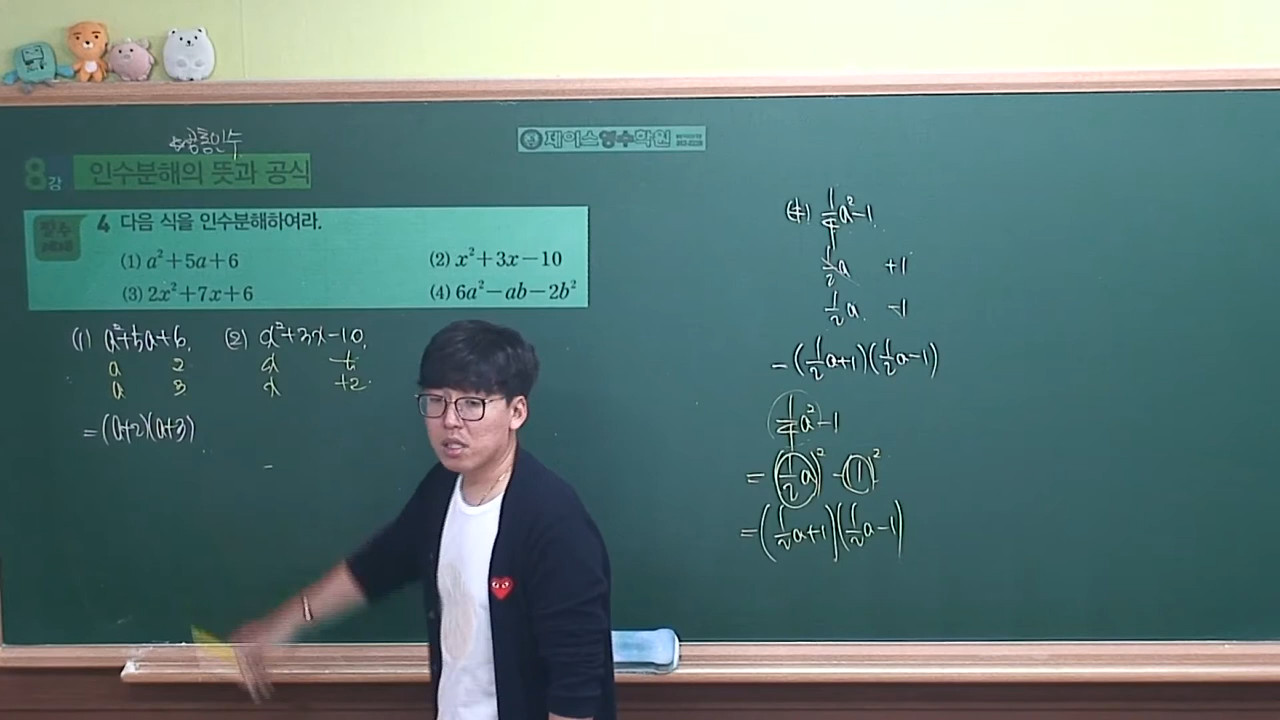 ☆공통인수
8강 인수분해의 뜻과 공식
제이스영수학원
필수
4 다음 식을 인수분해하여라.
(1) a²+5a+6 (2) x²+3x−10
(3) 2x²+7x+6 (4) 6a²−ab−2b²
(1) a²+5a+6 (2) x²+3x−10
a 2 x
a 3 x +2
=(a+2)(a+3)
(4) 1/4a²−1
1/2a +1
1/2a −1
=(1/2a+1)(1/2a−1)
1/4a²−1
=(1/2a)²−(1)²
=(1/2a+1)(1/2a−1)